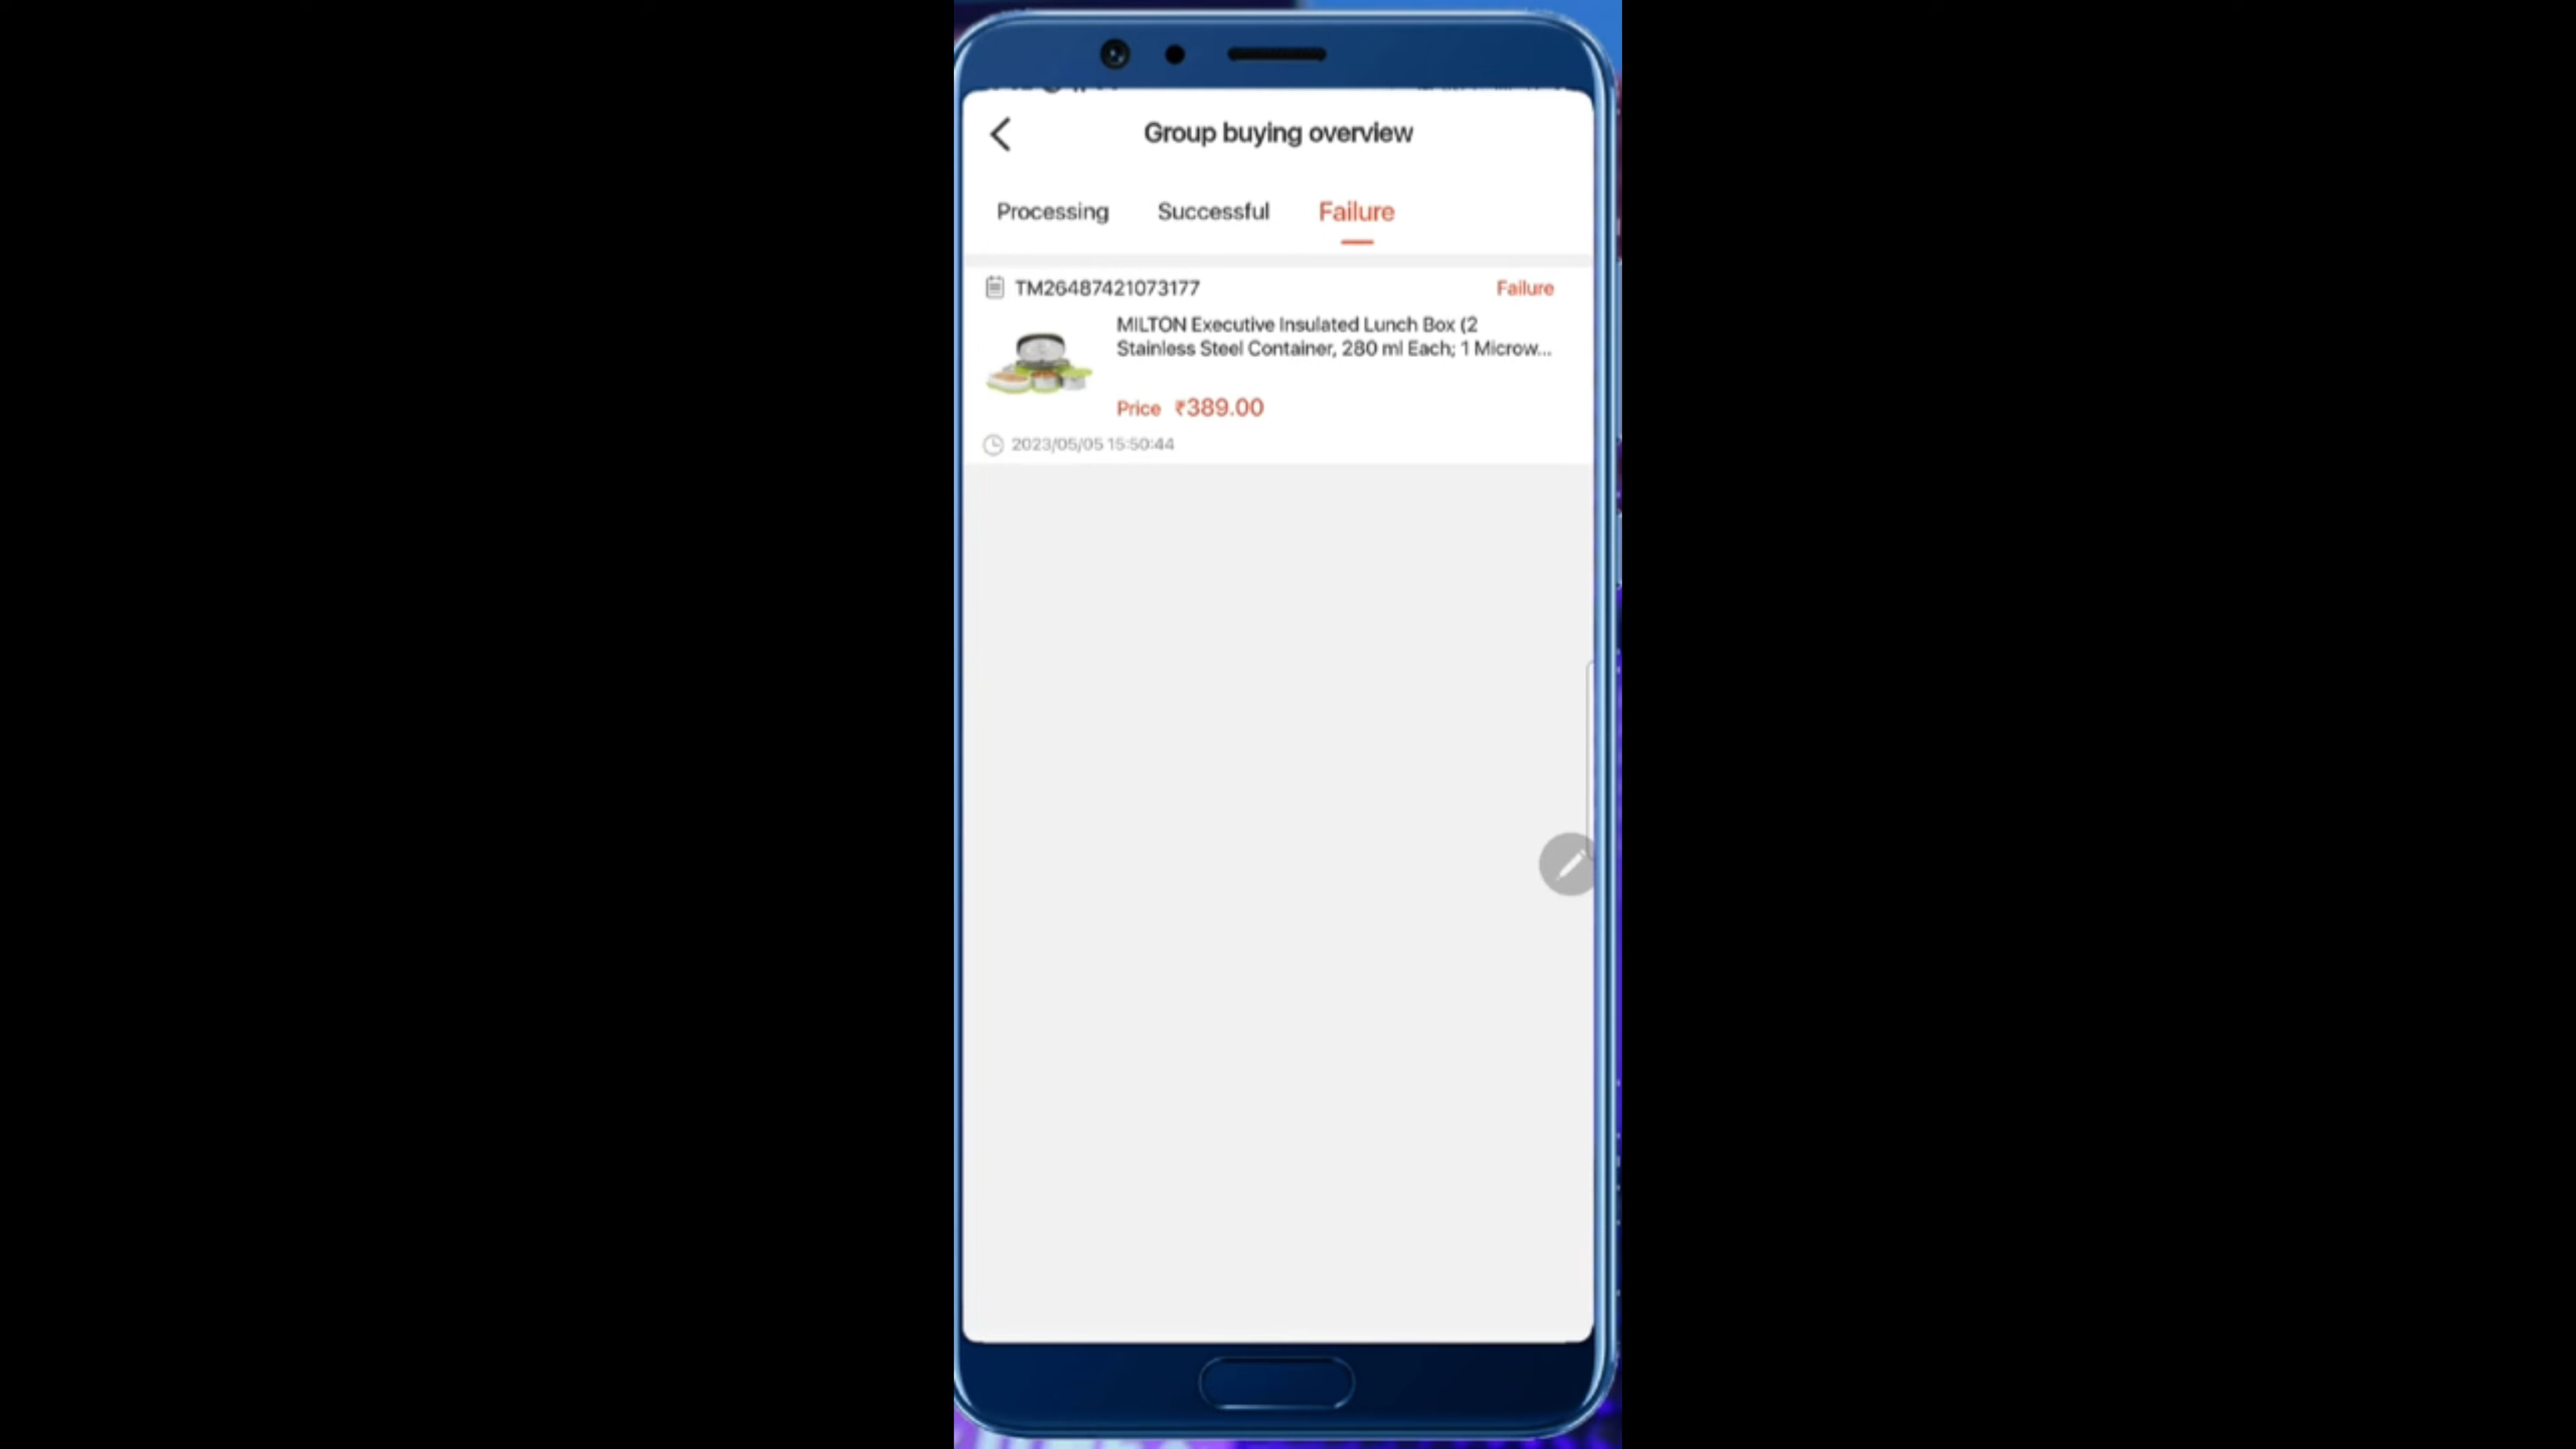 Group buying overview
Processing Successful Failure
TM26487421073177 Failure
MILTON Executive Insulated Lunch Box (2
Stainless Steel Container, 280 ml Each; 1 Microw...
Price ₹389.00
2023/05/05 15:50:44